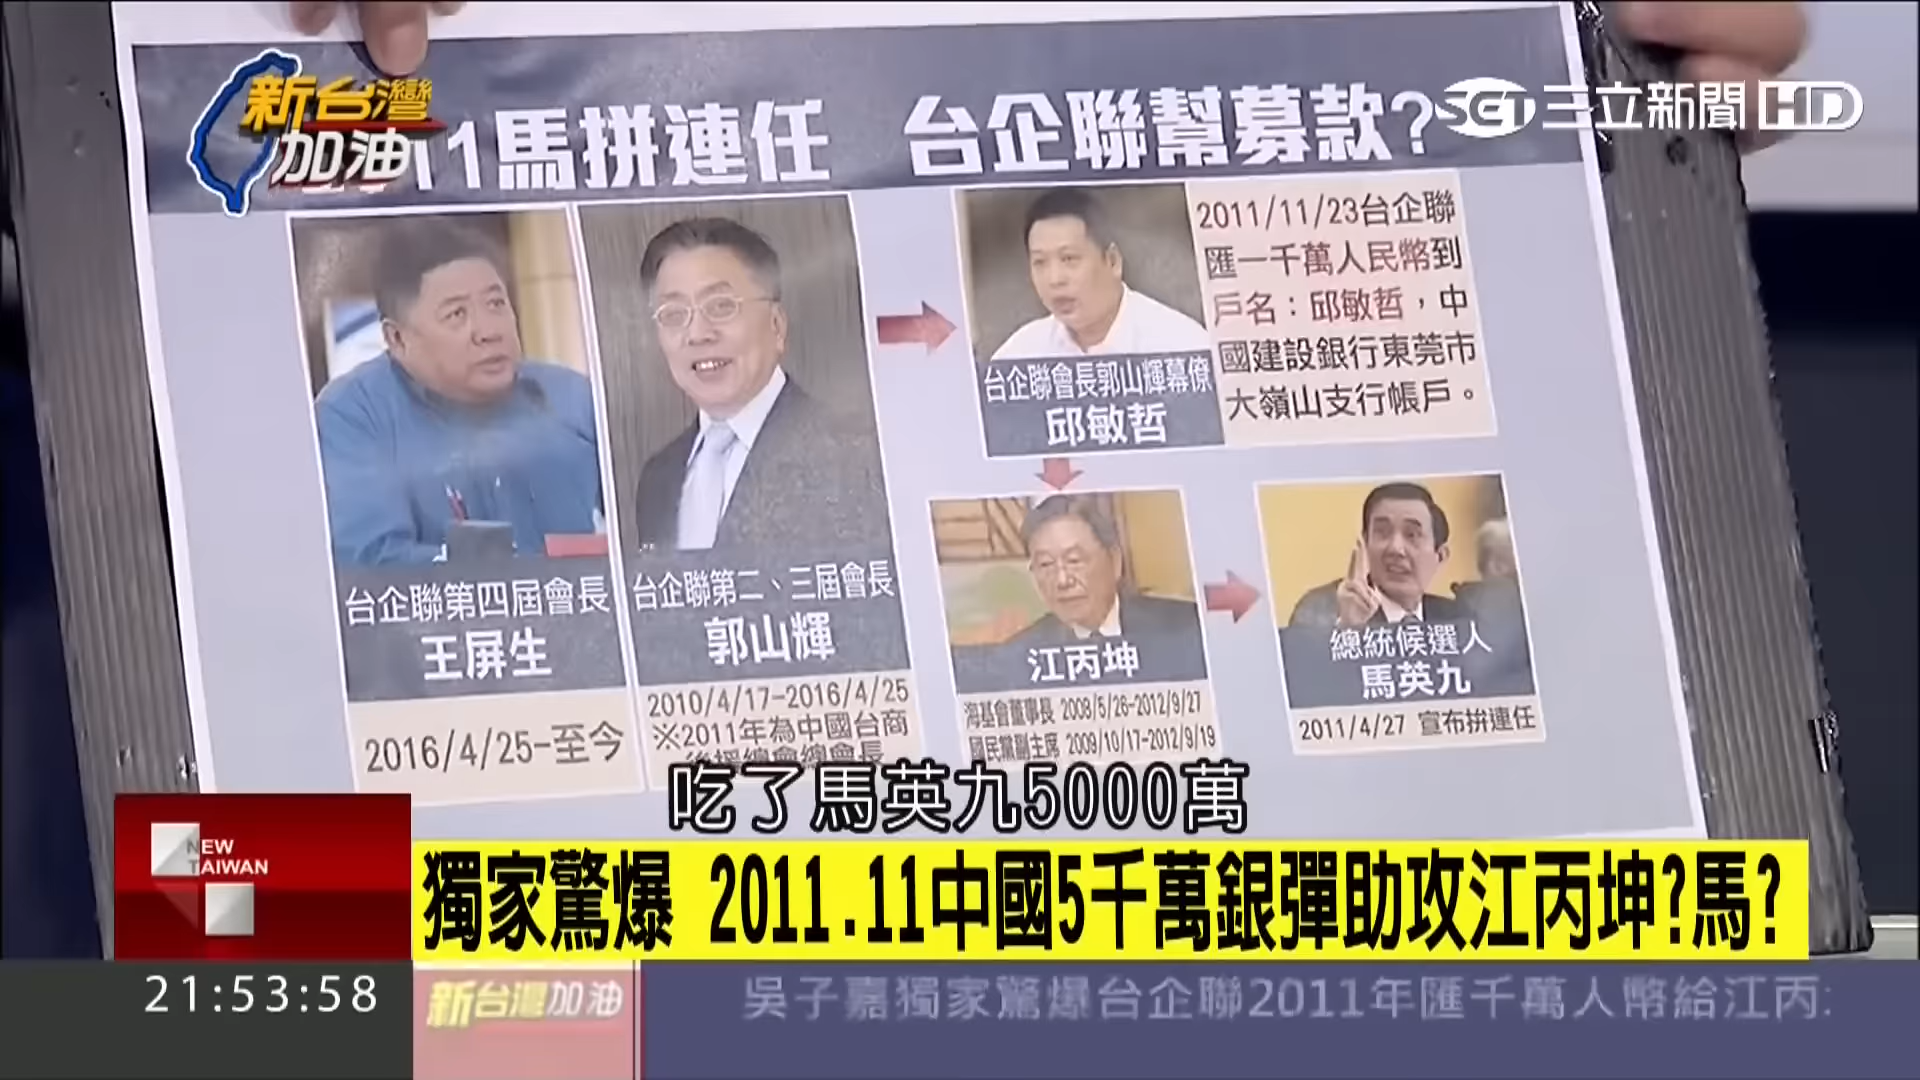 新台灣
加油
11馬拼連任 台企聯幫募款?
SET三立新聞HD
台企聯第四屆會長
王屏生
2016/4/25-至今
台企聯第二、三屆會長
郭山輝
2010/4/17-2016/4/25
※2011年為中國台商
後援總會總會長
台企聯會長郭山輝幕僚
邱敏哲
2011/11/23台企聯
匯一千萬人民幣到
戶名：邱敏哲，中
國建設銀行東莞市
大嶺山支行帳戶。
江丙坤
海基會董事長 2008/5/26-2012/9/27
國民黨副主席 2009/10/17-2012/9/19
總統候選人
馬英九
2011/4/27 宣布拚連任
吃了馬英九5000萬
NEW
TAIWAN
獨家驚爆 2011.11中國5千萬銀彈助攻江丙坤?馬?
21:53:58
新台灣加油
吳子嘉獨家驚爆台企聯2011年匯千萬人幣給江丙